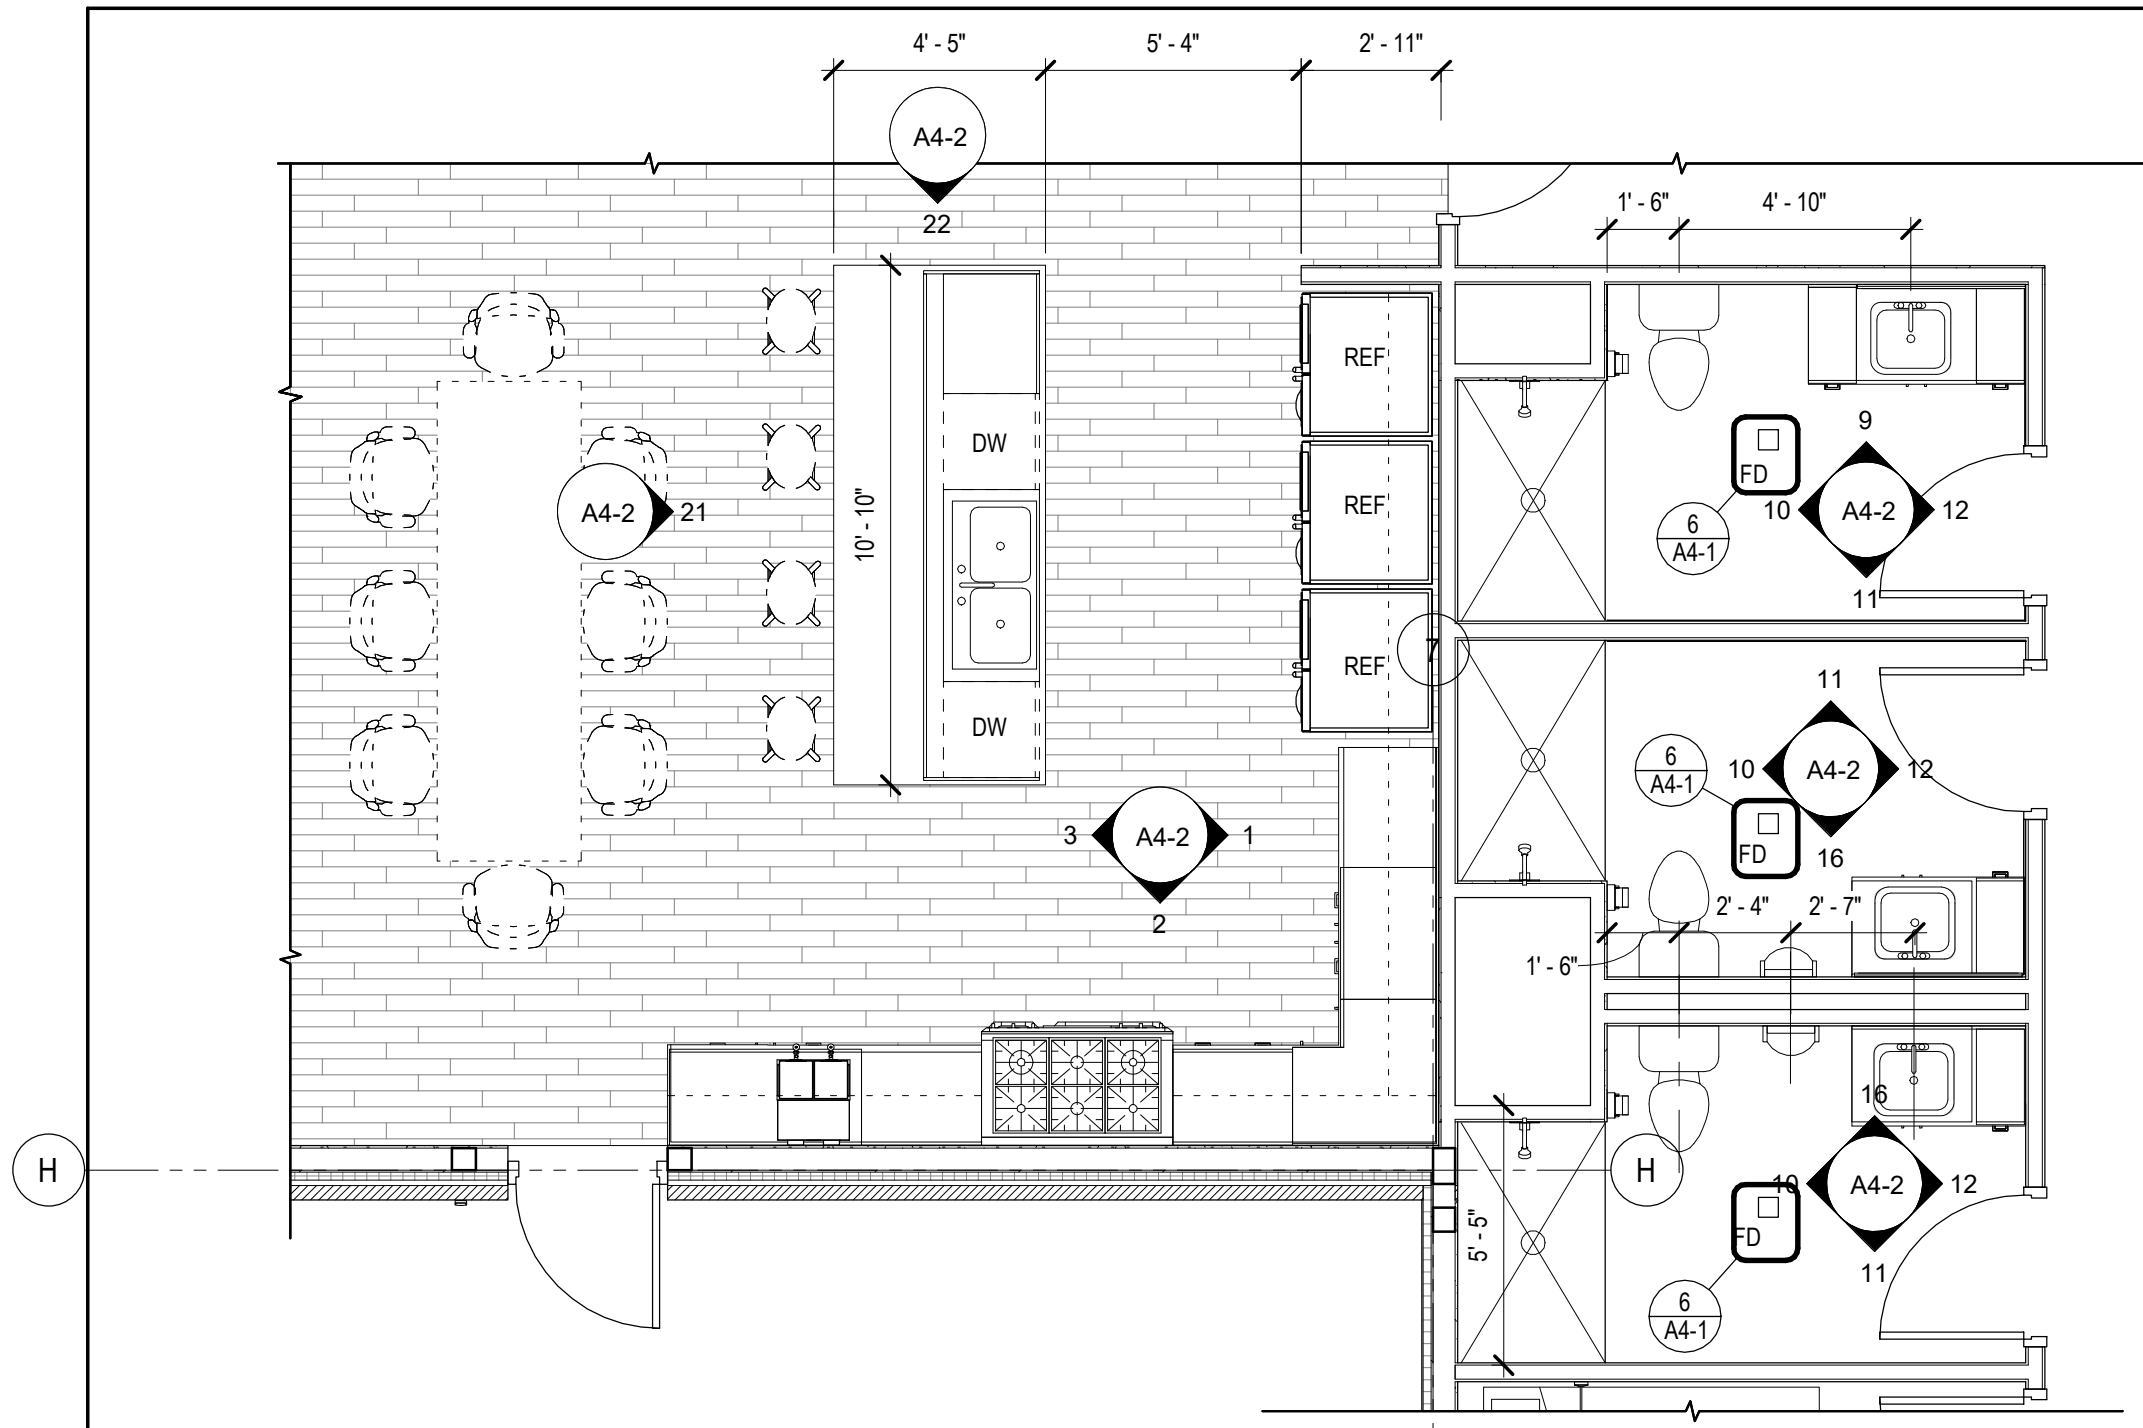 4' - 5"
5' - 4"
2' - 11"
A4-2
22
1' - 6"
4' - 10"
REF
DW
9
FD
10
A4-2
12
6
A4-1
11
A4-2
21
10' - 10"
REF
REF
7
DW
11
6
A4-1
10
A4-2
12
FD
16
3
A4-2
1
2
2' - 4"
2' - 7"
1' - 6"
16
H
H
10
A4-2
12
FD
5' - 5"
11
6
A4-1